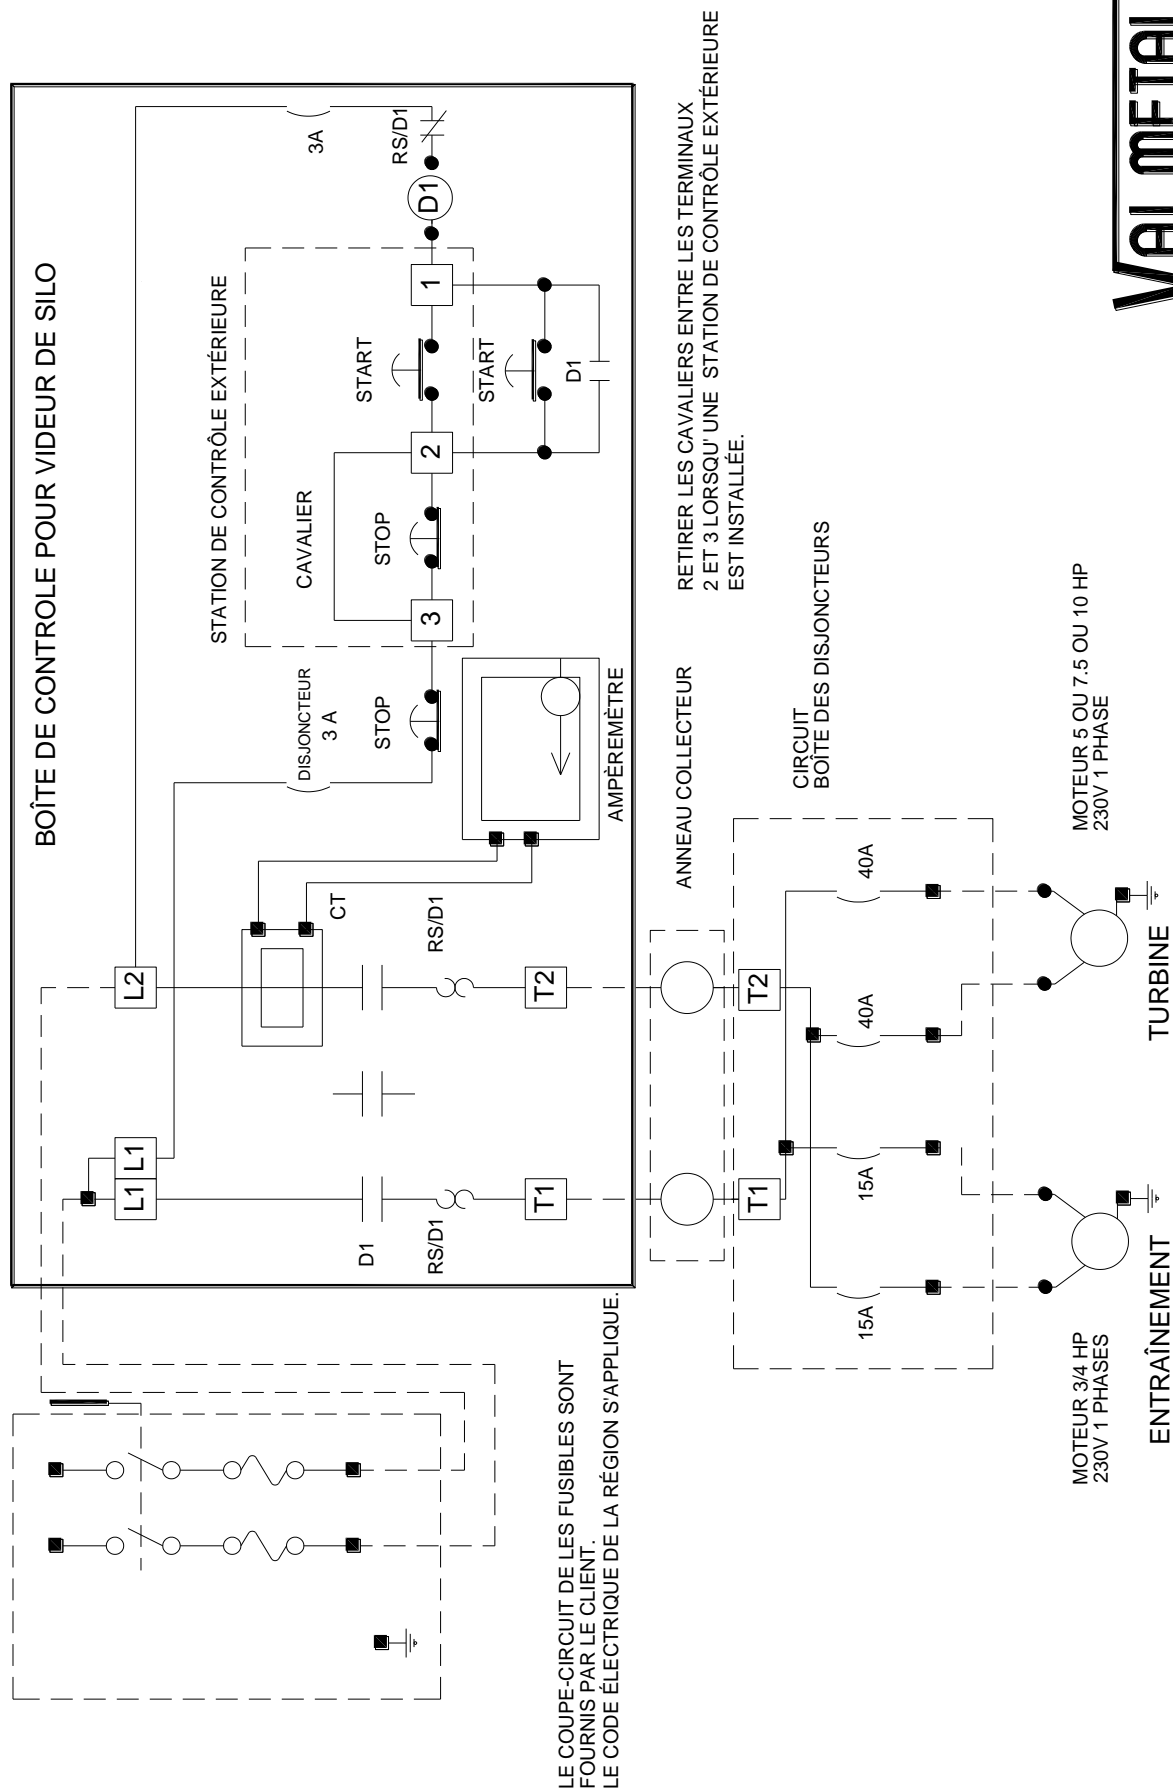 BOÎTE DE CONTROLE POUR VIDEUR DE SILO
STATION DE CONTRÔLE EXTÉRIEURE
L1
L1
L2
CT
DISJONCTEUR
3 A
CAVALIER
3A
STOP
STOP
START
RS/D1
3
2
1
D1
START
D1
D1
RS/D1
RS/D1
T1
T2
AMPÈREMÈTRE
LE COUPE-CIRCUIT DE LES FUSIBLES SONT
FOURNIS PAR LE CLIENT.
LE CODE ÉLECTRIQUE DE LA RÉGION S'APPLIQUE.
ANNEAU COLLECTEUR
RETIRER LES CAVALIERS ENTRE LES TERMINAUX
2 ET 3 LORSQU' UNE STATION DE CONTRÔLE EXTÉRIEURE
EST INSTALLÉE.
T1
T2
CIRCUIT
BOÎTE DES DISJONCTEURS
15A
15A
40A
40A
MOTEUR 3/4 HP
230V 1 PHASES
ENTRAÎNEMENT
MOTEUR 5 OU 7.5 OU 10 HP
230V 1 PHASE
TURBINE
VALMETAL